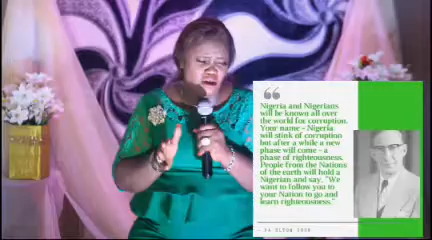 Nigeria and Nigerians
will be known all over
the world for corruption.
Your name - Nigeria
will stink of corruption
but after a while a new
phase will come - a
phase of righteousness.
People from the Nations
of the earth will hold a
Nigerian and say, "We
want to follow you to
your Nation to go and
learn righteousness."